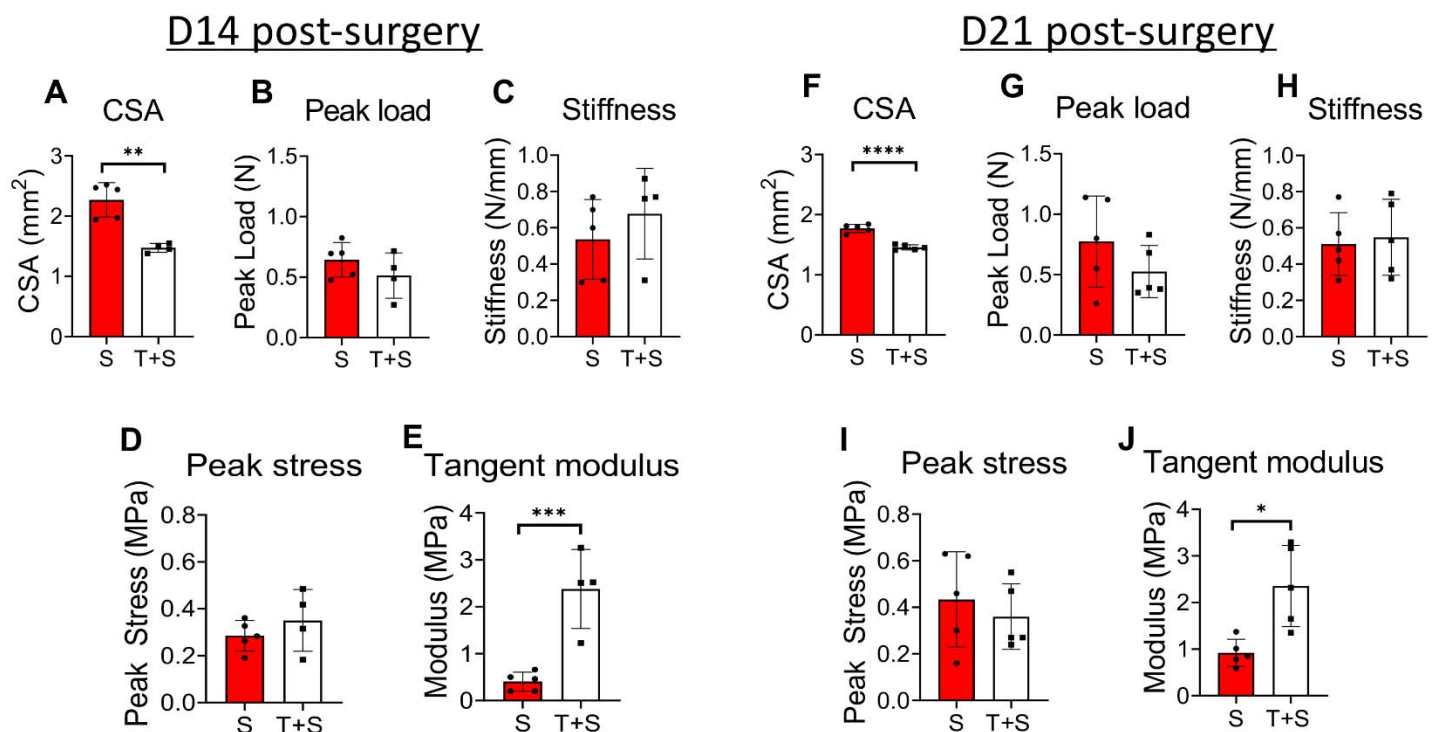 D14 post-surgery
D21 post-surgery
A
CSA
CSA (mm²)
3
2
1
0
**
S
T+S
B
Peak load
Peak Load (N)
1.5
1.0
0.5
0.0
S
T+S
C
Stiffness
Stiffness (N/mm)
1.0
0.8
0.6
0.4
0.2
0.0
S
T+S
F
CSA
CSA (mm²)
3
2
1
0
****
S
T+S
G
Peak load
Peak Load (N)
1.5
1.0
0.5
0.0
S
T+S
H
Stiffness
Stiffness (N/mm)
1.0
0.8
0.6
0.4
0.2
0.0
S
T+S
D
Peak stress
Peak Stress (MPa)
0.8
0.6
0.4
0.2
0.0
S
T+S
E
Tangent modulus
Modulus (MPa)
4
3
2
1
0
***
S
T+S
I
Peak stress
Peak Stress (MPa)
0.8
0.6
0.4
0.2
0.0
S
T+S
J
Tangent modulus
Modulus (MPa)
4
3
2
1
0
*
S
T+S